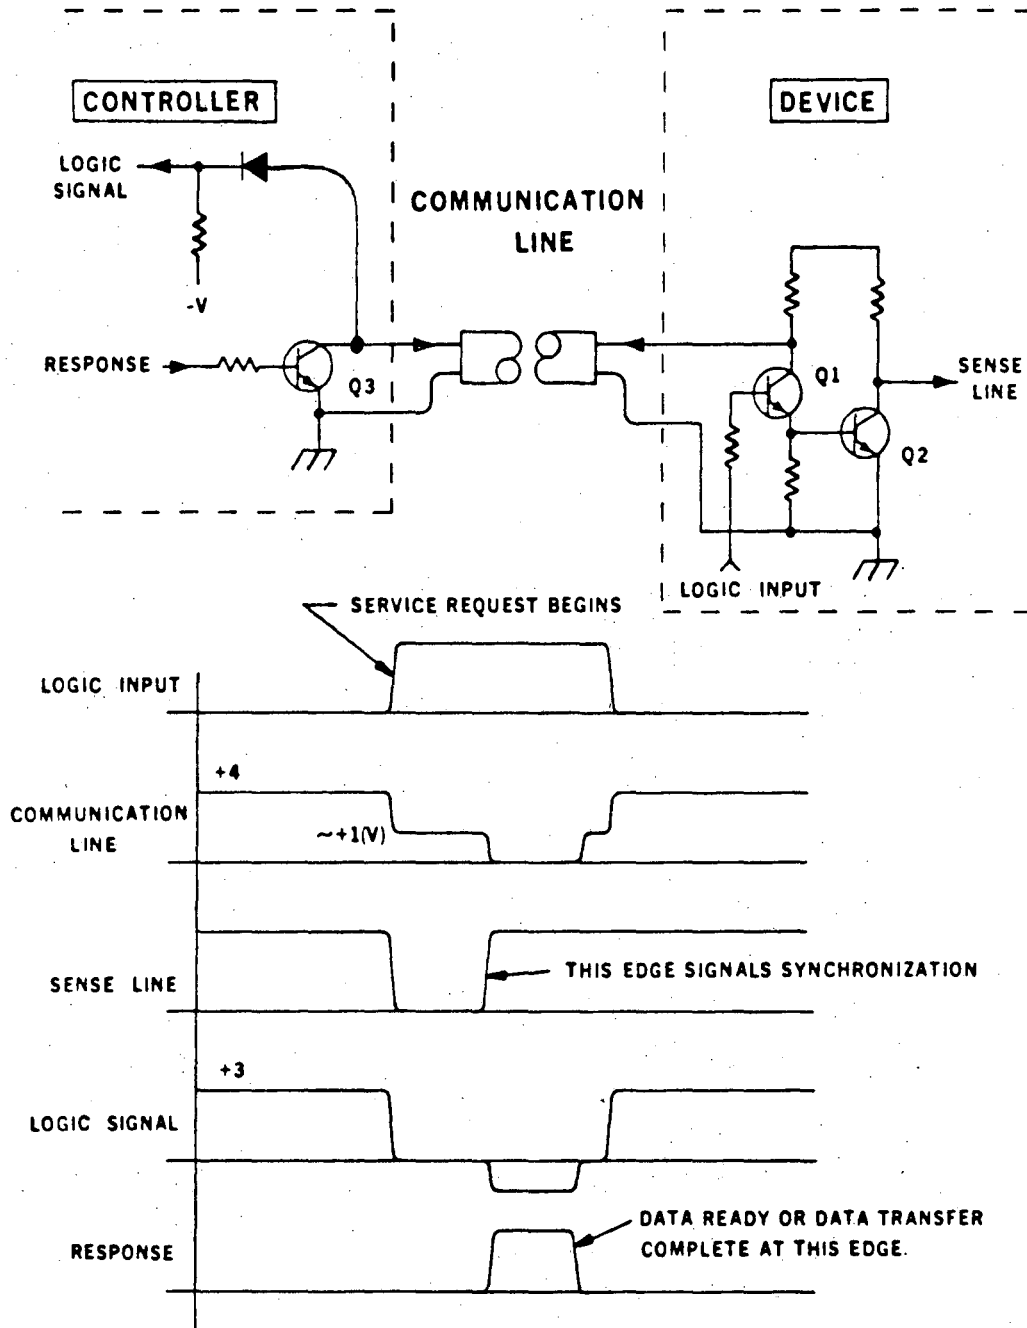 CONTROLLER
DEVICE
LOGIC
SIGNAL
COMMUNICATION
LINE
-V
RESPONSE
Q3
Q1
SENSE
LINE
Q2
LOGIC INPUT
SERVICE REQUEST BEGINS
LOGIC INPUT
+4
COMMUNICATION
LINE
~+1(V)
THIS EDGE SIGNALS SYNCHRONIZATION
SENSE LINE
+3
LOGIC SIGNAL
DATA READY OR DATA TRANSFER
COMPLETE AT THIS EDGE.
RESPONSE